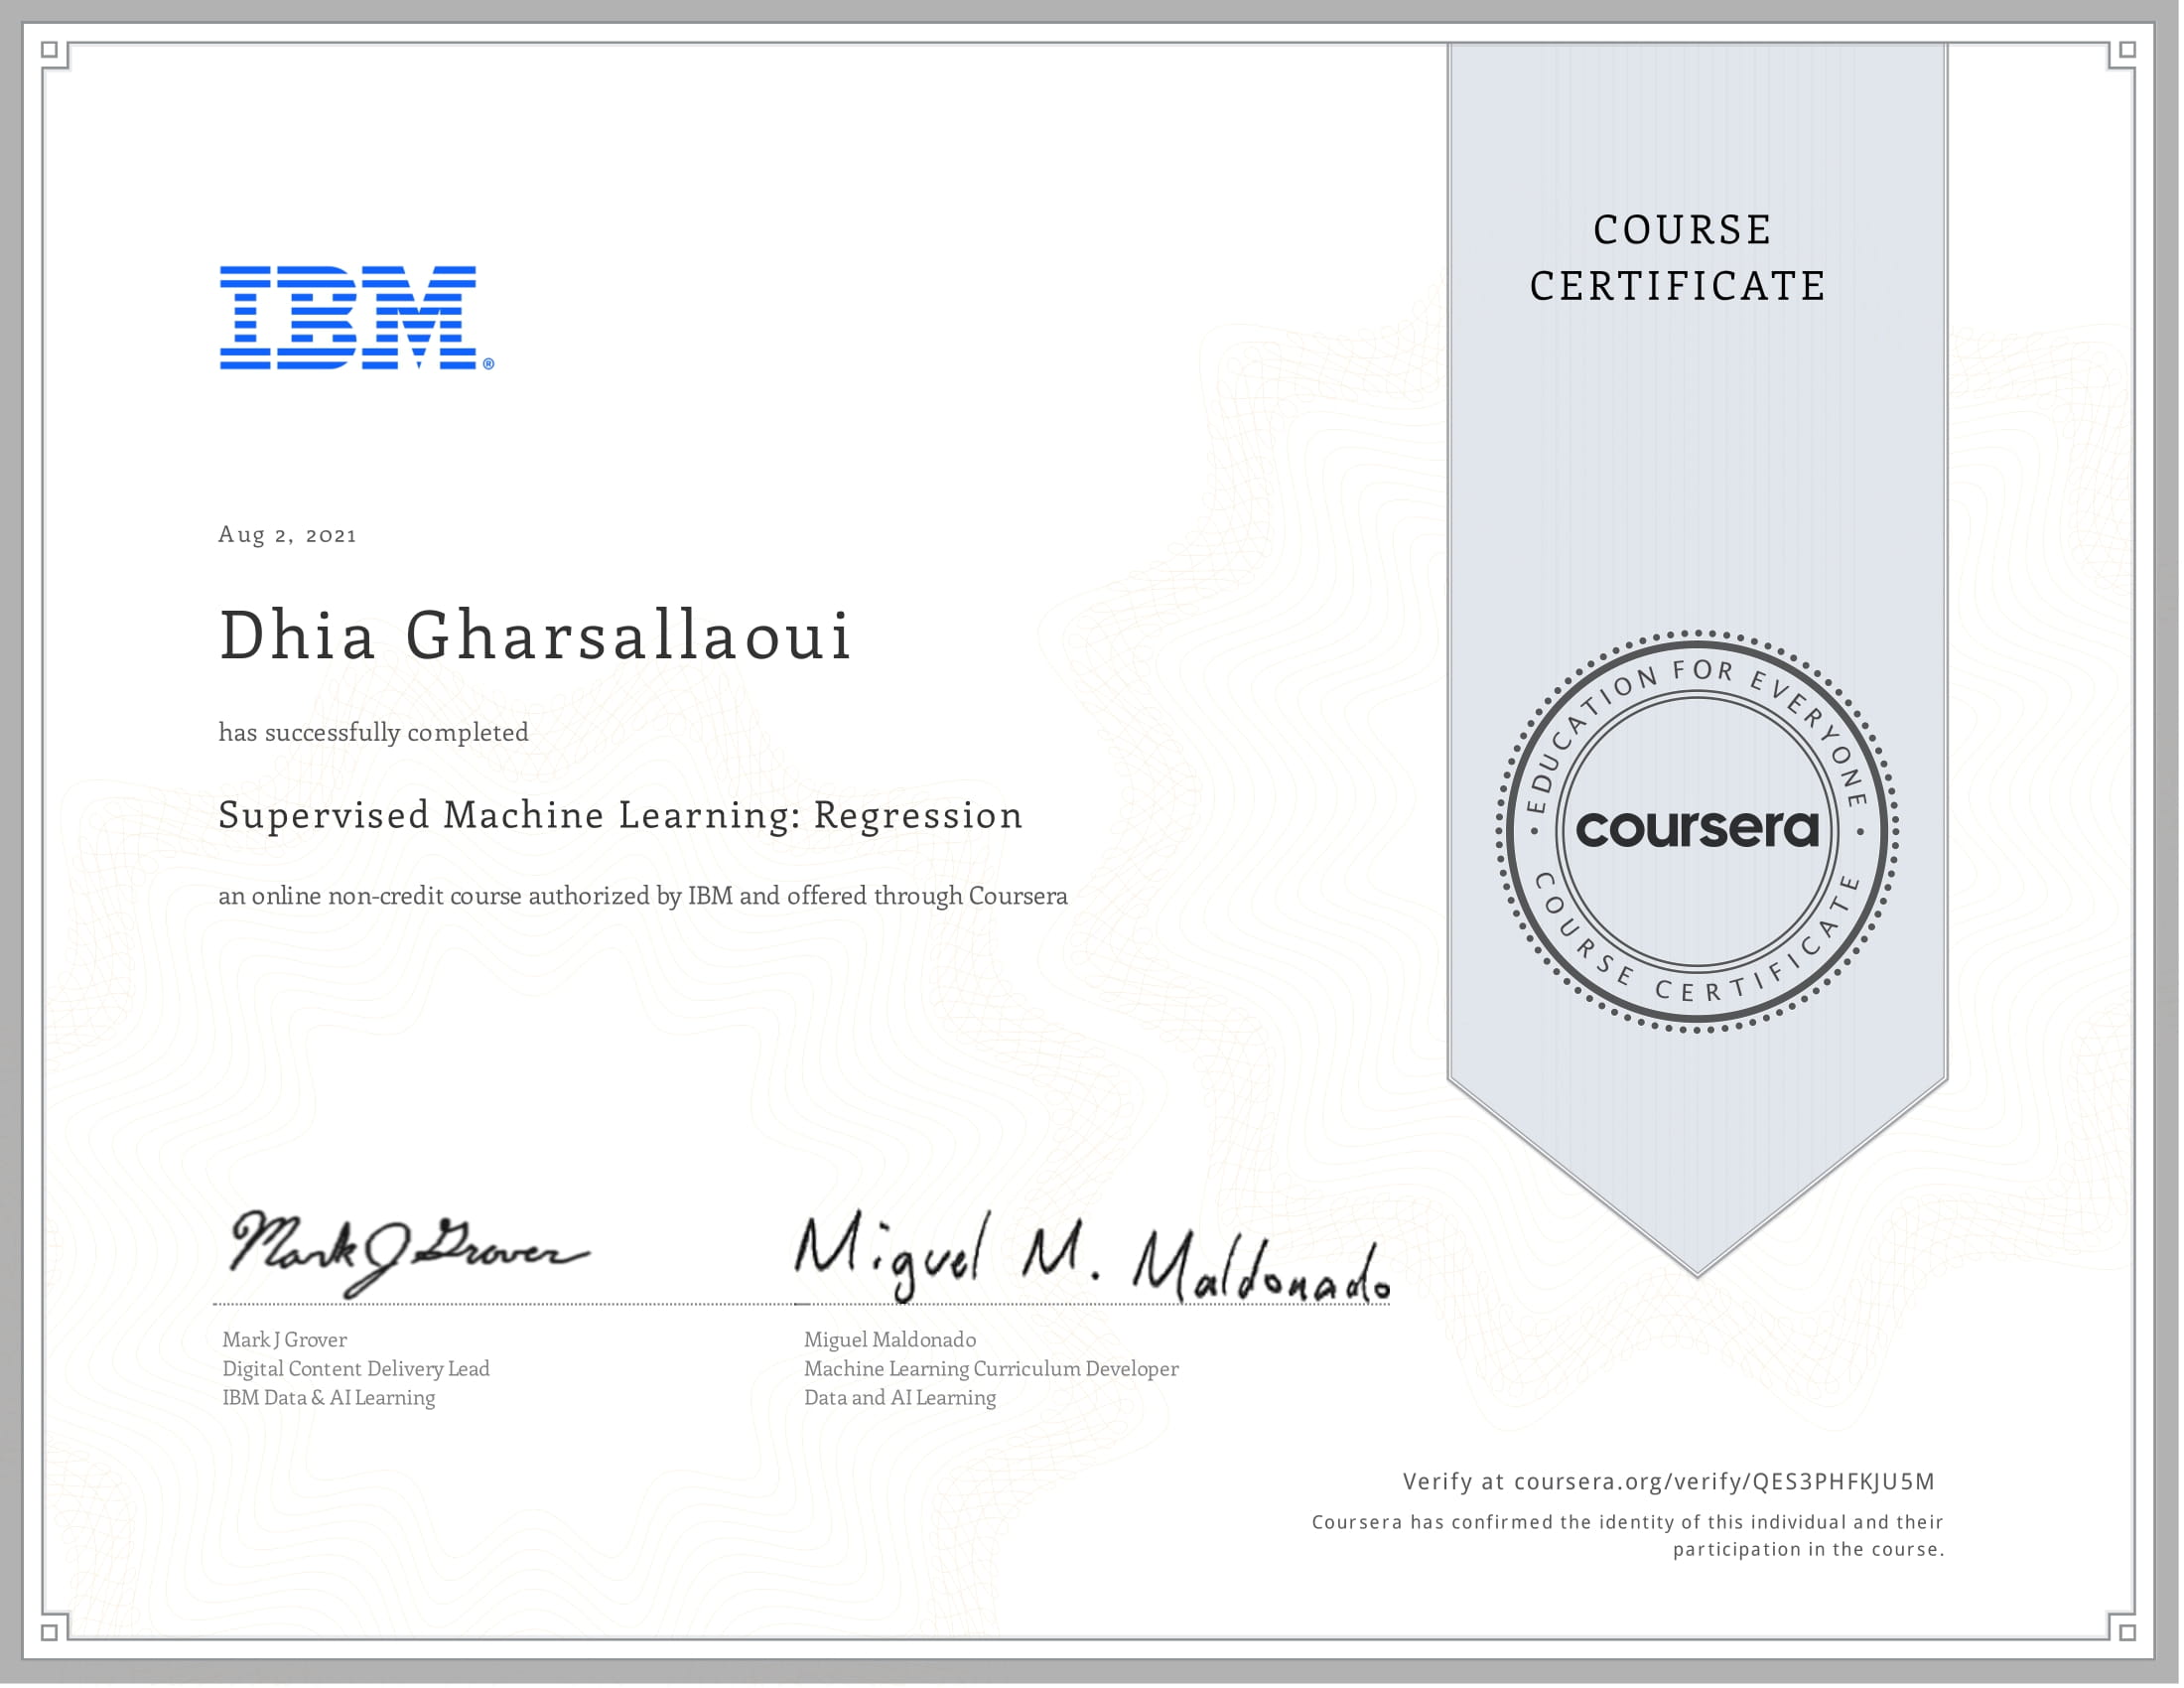 IBM®
COURSE
CERTIFICATE
Aug 2, 2021
Dhia Gharsallaoui
has successfully completed
Supervised Machine Learning: Regression
an online non-credit course authorized by IBM and offered through Coursera
EDUCATION FOR EVERYONE
coursera
COURSE CERTIFICATE
Mark J Grover
Miguel M. Maldonado
Mark J Grover
Digital Content Delivery Lead
IBM Data & AI Learning
Miguel Maldonado
Machine Learning Curriculum Developer
Data and AI Learning
Verify at coursera.org/verify/QES3PHFKJU5M
Coursera has confirmed the identity of this individual and their
participation in the course.